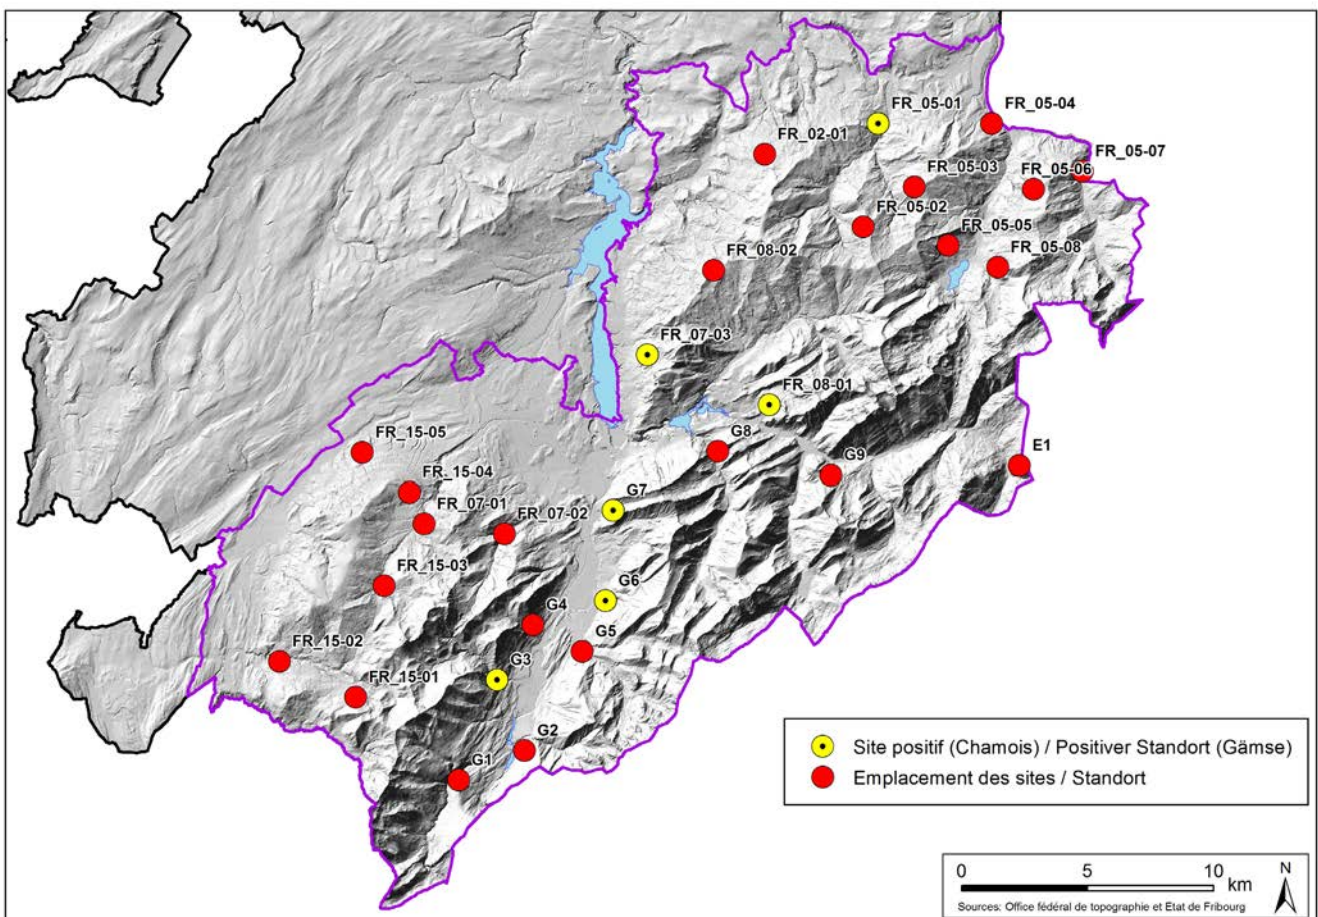 FR_05-01
FR_05-04
FR_02-01
FR_05-07
FR_05-03
FR_05-06
FR_05-02
FR_05-05
FR_08-02
FR_05-08
FR_07-03
FR_08-01
FR_15-05
G8
E1
FR_15-04
G9
FR_07-01
G7
FR_07-02
FR_15-03
G6
G4
G5
FR_15-02
G3
FR_15-01
G2
G1
Site positif (Chamois) / Positiver Standort (Gämse)
Emplacement des sites / Standort
0 5 10
km
N
Sources: Office fédéral de topographie et Etat de Fribourg